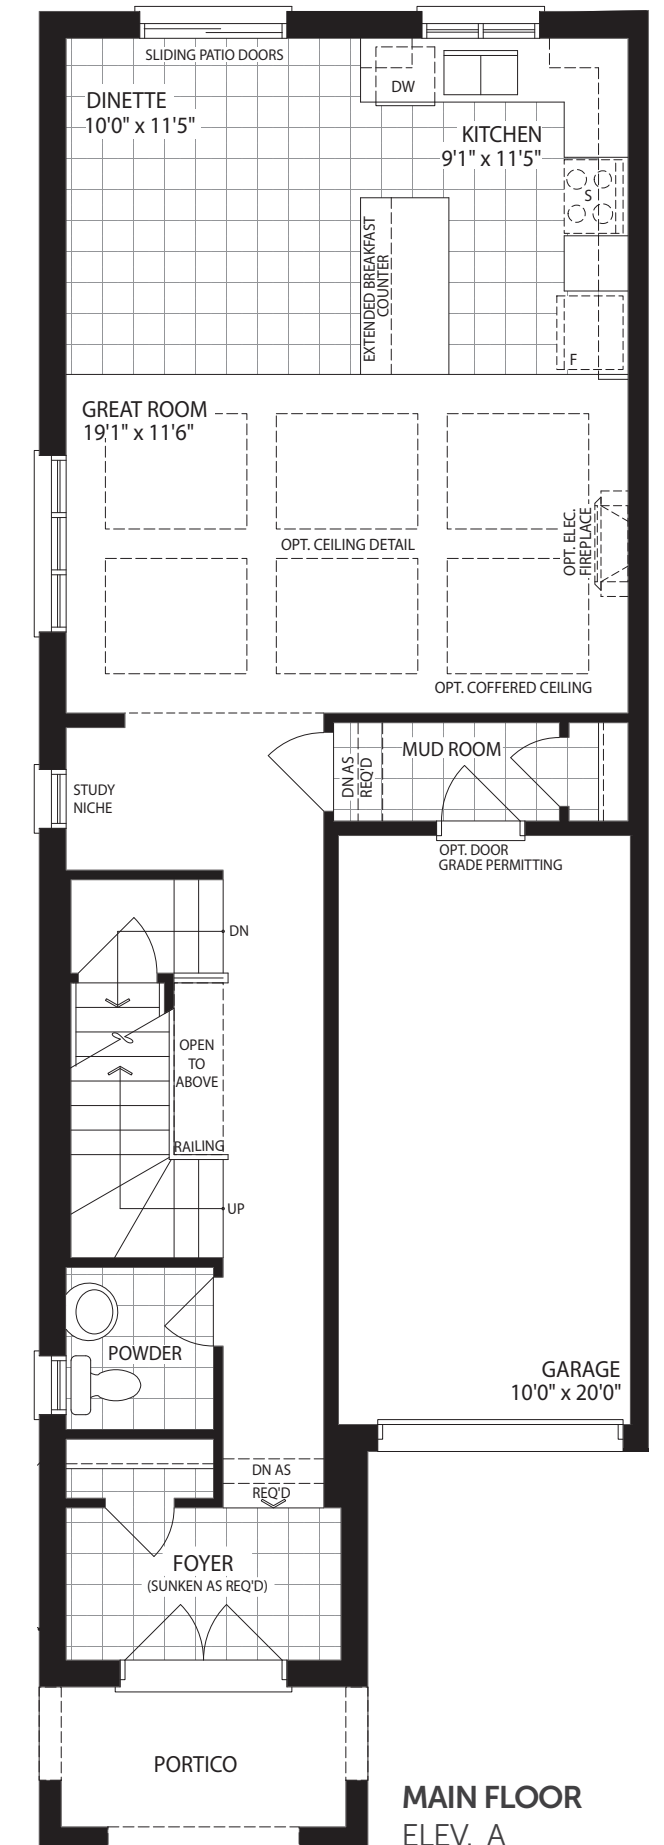 SLIDING PATIO DOORS
DINETTE
10'0" x 11'5"
DW
KITCHEN
9'1" x 11'5"
S
EXTENDED BREAKFAST
COUNTER
F
GREAT ROOM
19'1" x 11'6"
OPT. CEILING DETAIL
OPT. ELEC.
FIREPLACE
OPT. COFFERED CEILING
MUD ROOM
DN AS
REQ'D
STUDY
NICHE
OPT. DOOR
GRADE PERMITTING
DN
OPEN
TO
ABOVE
RAILING
UP
POWDER
GARAGE
10'0" x 20'0"
DN AS
REQ'D
FOYER
(SUNKEN AS REQ'D)
PORTICO
MAIN FLOOR
ELEV. A